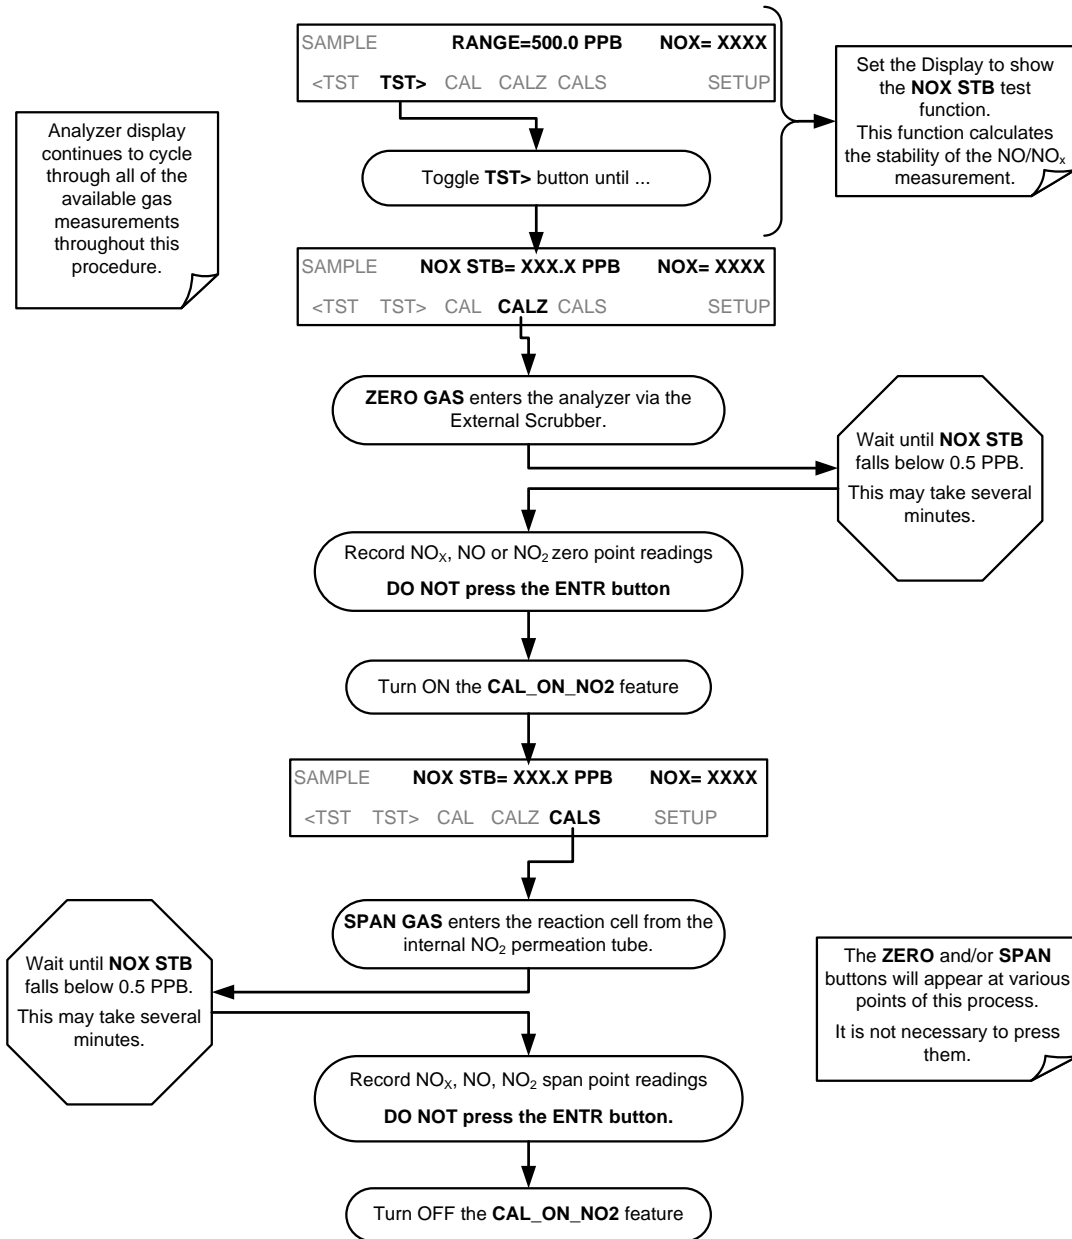 SAMPLE RANGE=500.0 PPB NOX= XXXX
<TST TST> CAL CALZ CALS SETUP
Set the Display to show
the NOX STB test
function.
This function calculates
the stability of the NO/NOx
measurement.
Analyzer display
continues to cycle
through all of the
available gas
measurements
throughout this
procedure.
Toggle TST> button until ...
SAMPLE NOX STB= XXX.X PPB NOX= XXXX
<TST TST> CAL CALZ CALS SETUP
ZERO GAS enters the analyzer via the
External Scrubber.
Wait until NOX STB
falls below 0.5 PPB.
This may take several
minutes.
Record NOX, NO or NO2 zero point readings
DO NOT press the ENTR button
Turn ON the CAL_ON_NO2 feature
SAMPLE NOX STB= XXX.X PPB NOX= XXXX
<TST TST> CAL CALZ CALS SETUP
SPAN GAS enters the reaction cell from the
internal NO2 permeation tube.
Wait until NOX STB
falls below 0.5 PPB.
This may take several
minutes.
The ZERO and/or SPAN
buttons will appear at various
points of this process.
It is not necessary to press
them.
Record NOX, NO, NO2 span point readings
DO NOT press the ENTR button.
Turn OFF the CAL_ON_NO2 feature